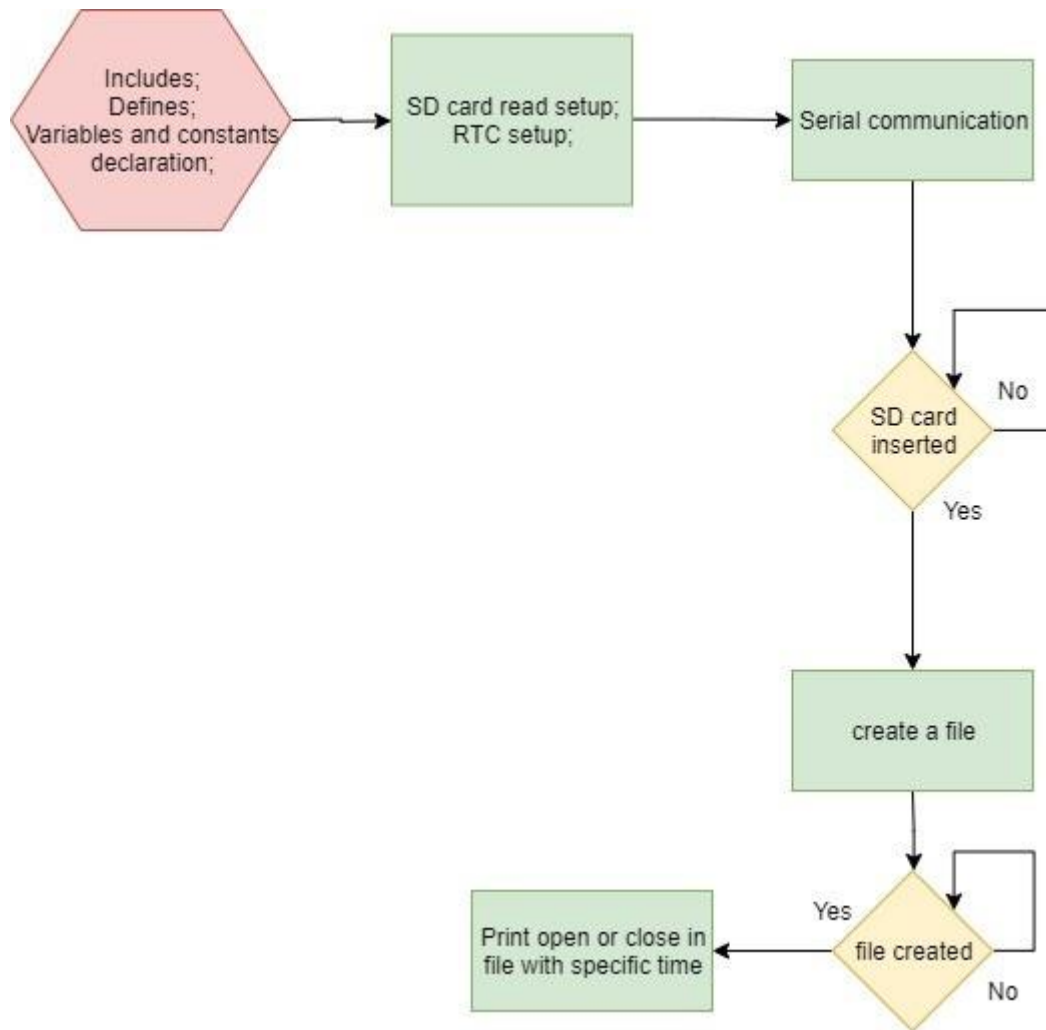 Includes;
Defines;
Variables and constants
declaration;
SD card read setup;
RTC setup;
Serial communication
SD card
inserted
No
Yes
create a file
file created
Yes
No
Print open or close in
file with specific time